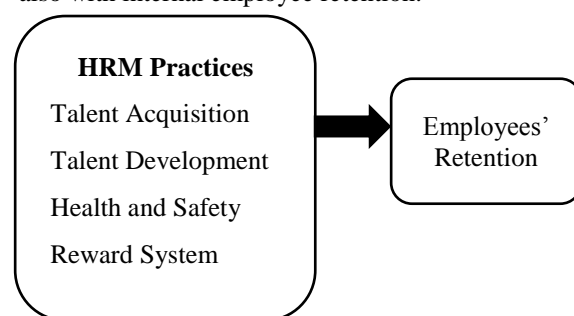 also with internal employee retention.
HRM Practices
Talent Acquisition
Talent Development
Health and Safety
Reward System
Employees’
Retention